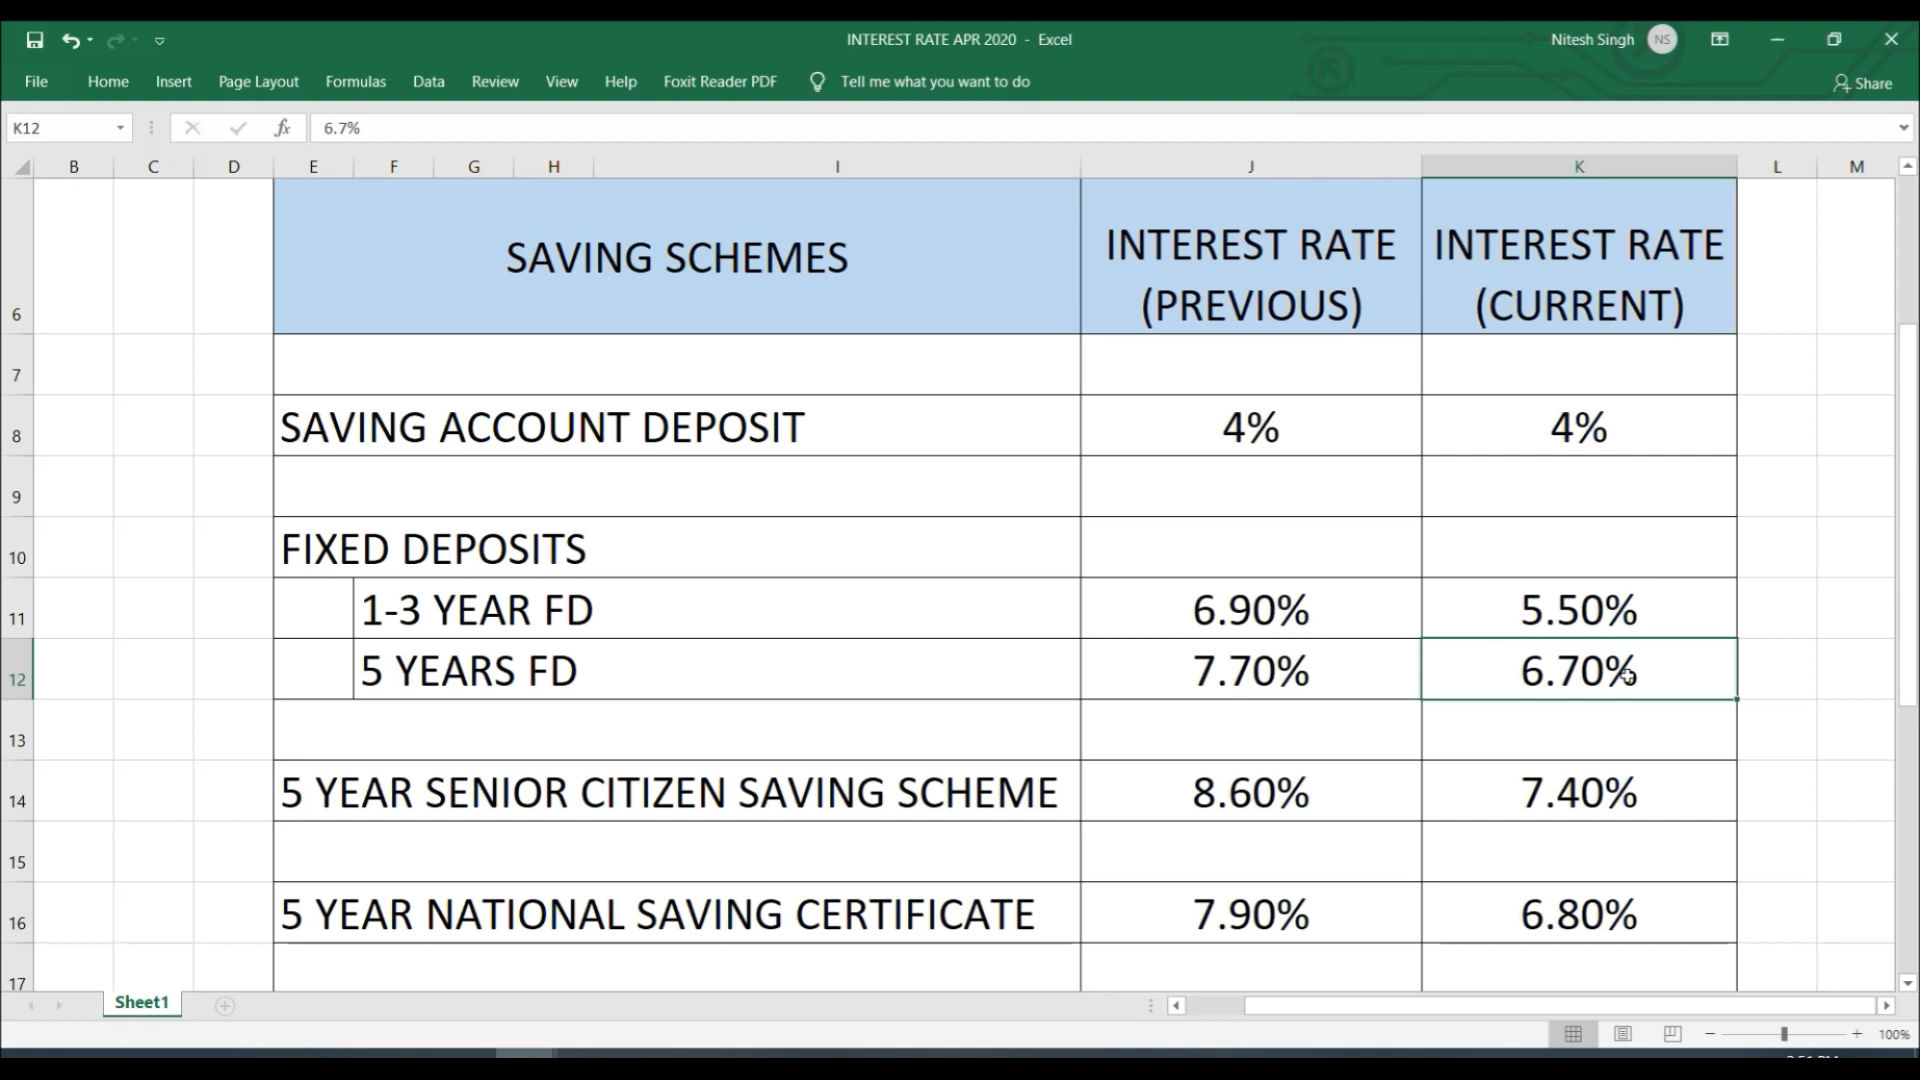 INTEREST RATE APR 2020 - Excel
Nitesh Singh NS
File Home Insert Page Layout Formulas Data Review View Help Foxit Reader PDF Tell me what you want to do Share
K12 fx 6.7%
B C D E F G H I J K L M
6 SAVING SCHEMES INTEREST RATE (PREVIOUS) INTEREST RATE (CURRENT)
7
8 SAVING ACCOUNT DEPOSIT 4% 4%
9
10 FIXED DEPOSITS
11 1-3 YEAR FD 6.90% 5.50%
12 5 YEARS FD 7.70% 6.70%
13
14 5 YEAR SENIOR CITIZEN SAVING SCHEME 8.60% 7.40%
15
16 5 YEAR NATIONAL SAVING CERTIFICATE 7.90% 6.80%
17
Sheet1
100%